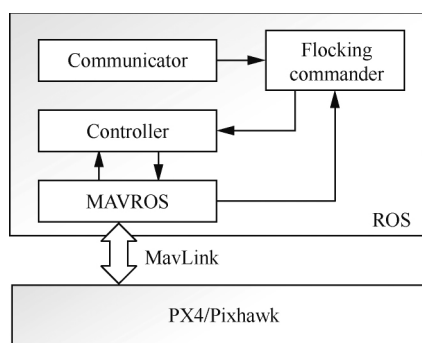 Communicator
Flocking
commander
Controller
MAVROS
ROS
MavLink
PX4/Pixhawk